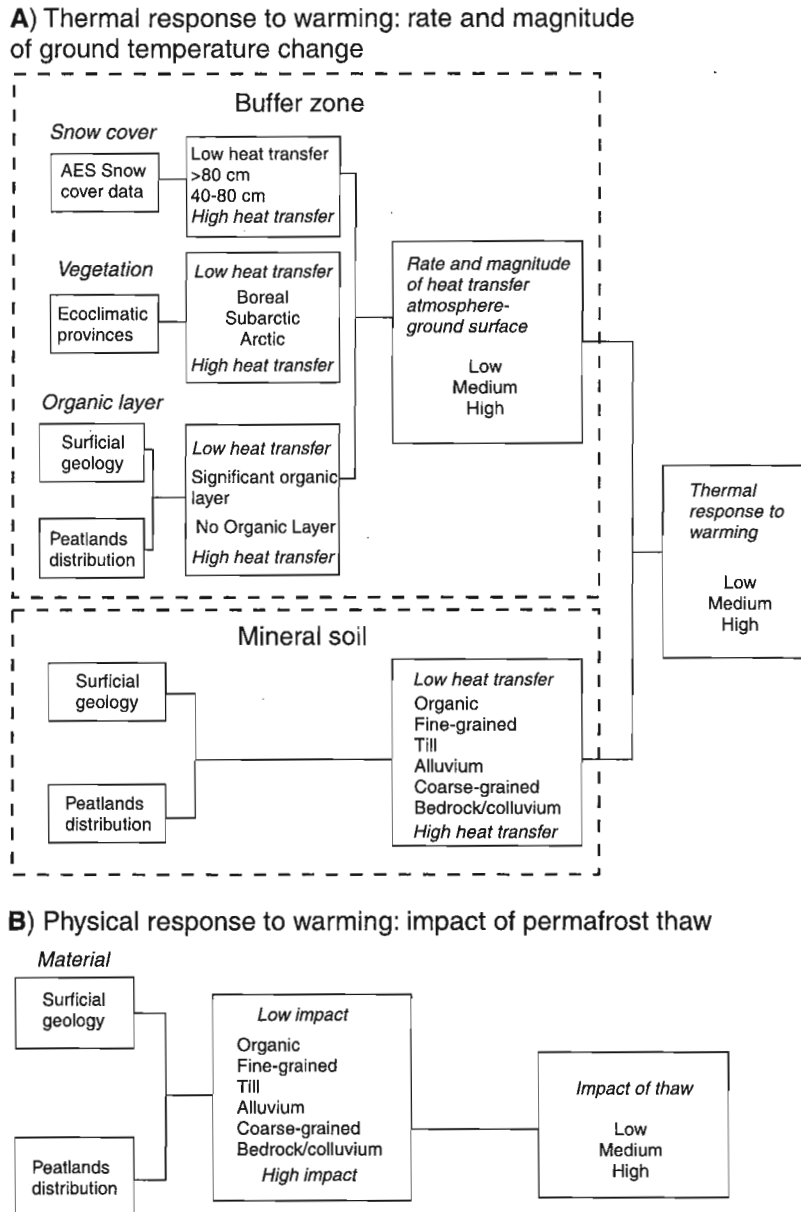 A) Thermal response to warming: rate and magnitude
of ground temperature change
Buffer zone
Snow cover
AES Snow
cover data
Low heat transfer
>80 cm
40-80 cm
High heat transfer
Vegetation
Ecoclimatic
provinces
Low heat transfer
Boreal
Subarctic
Arctic
High heat transfer
Organic layer
Surficial
geology
Peatlands
distribution
Low heat transfer
Significant organic
layer
No Organic Layer
High heat transfer
Rate and magnitude
of heat transfer
atmosphere-
ground surface
Low
Medium
High
Thermal
response to
warming
Low
Medium
High
Mineral soil
Surficial
geology
Peatlands
distribution
Low heat transfer
Organic
Fine-grained
Till
Alluvium
Coarse-grained
Bedrock/colluvium
High heat transfer
B) Physical response to warming: impact of permafrost thaw
Material
Surficial
geology
Peatlands
distribution
Low impact
Organic
Fine-grained
Till
Alluvium
Coarse-grained
Bedrock/colluvium
High impact
Impact of thaw
Low
Medium
High